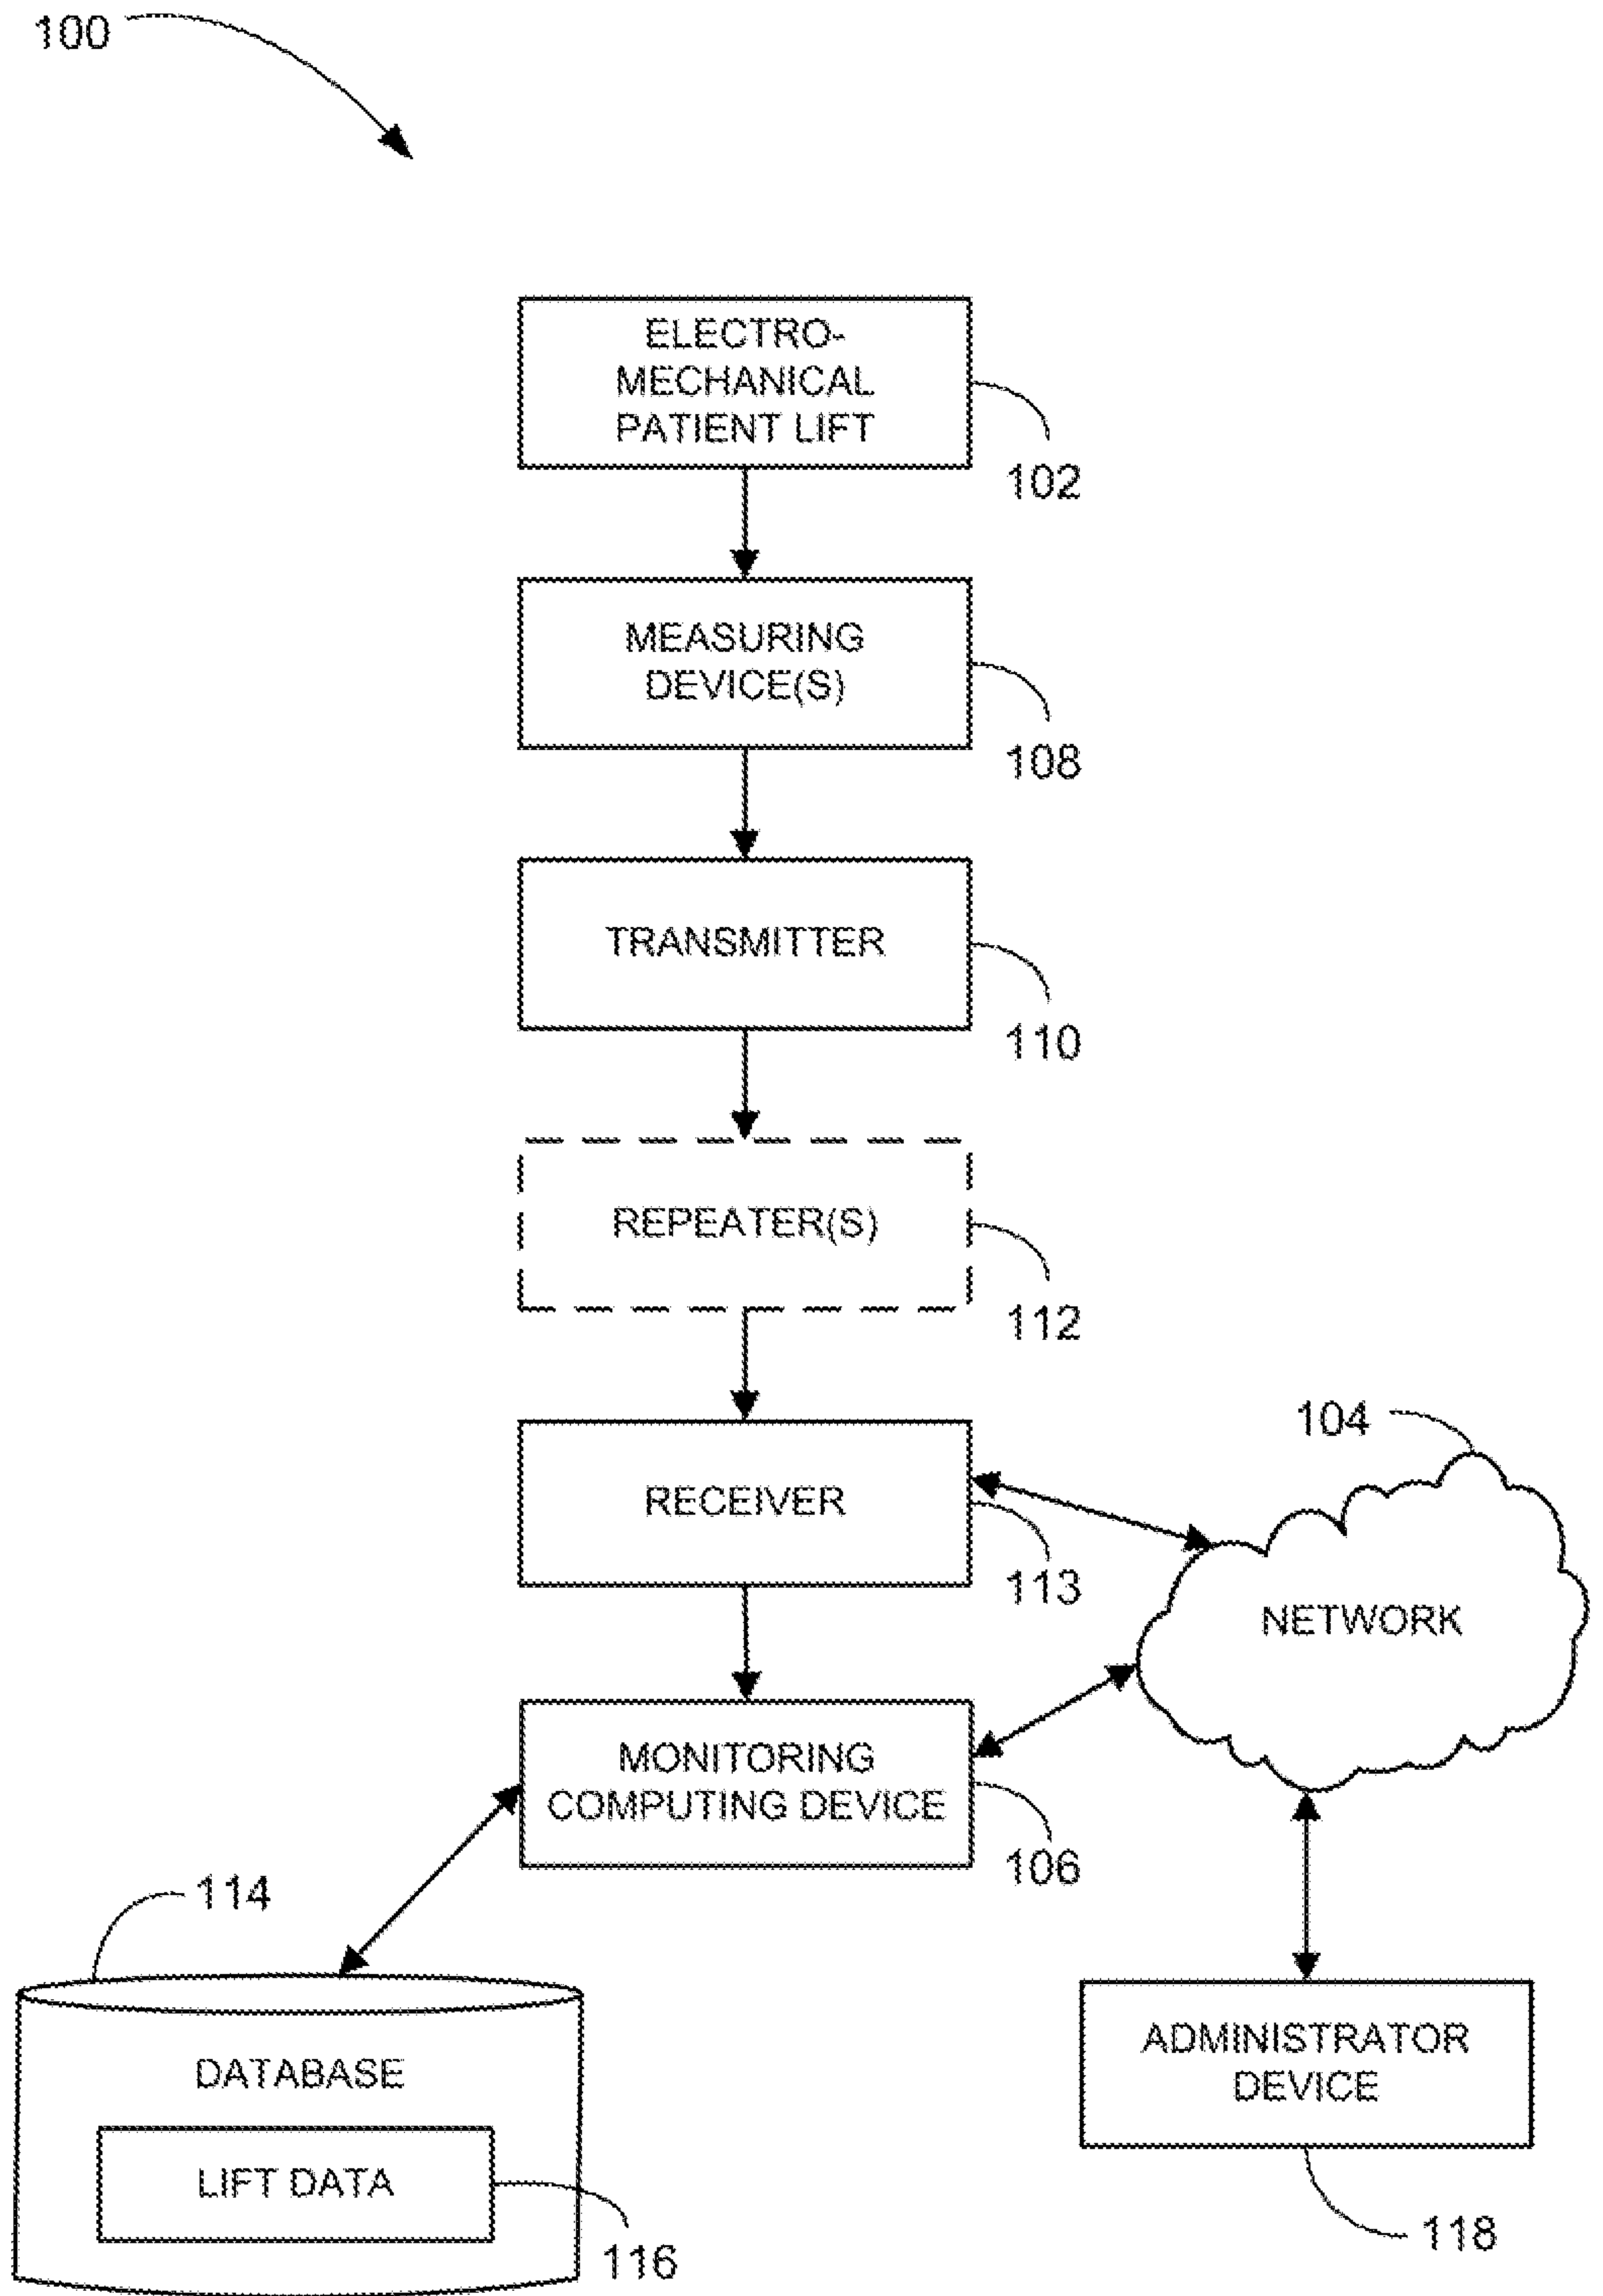 100
ELECTRO-
MECHANICAL
PATIENT LIFT
102
MEASURING
DEVICE(S)
108
TRANSMITTER
110
REPEATER(S)
112
104
RECEIVER
113
NETWORK
MONITORING
COMPUTING DEVICE
106
114
DATABASE
ADMINISTRATOR
DEVICE
LIFT DATA
118
116